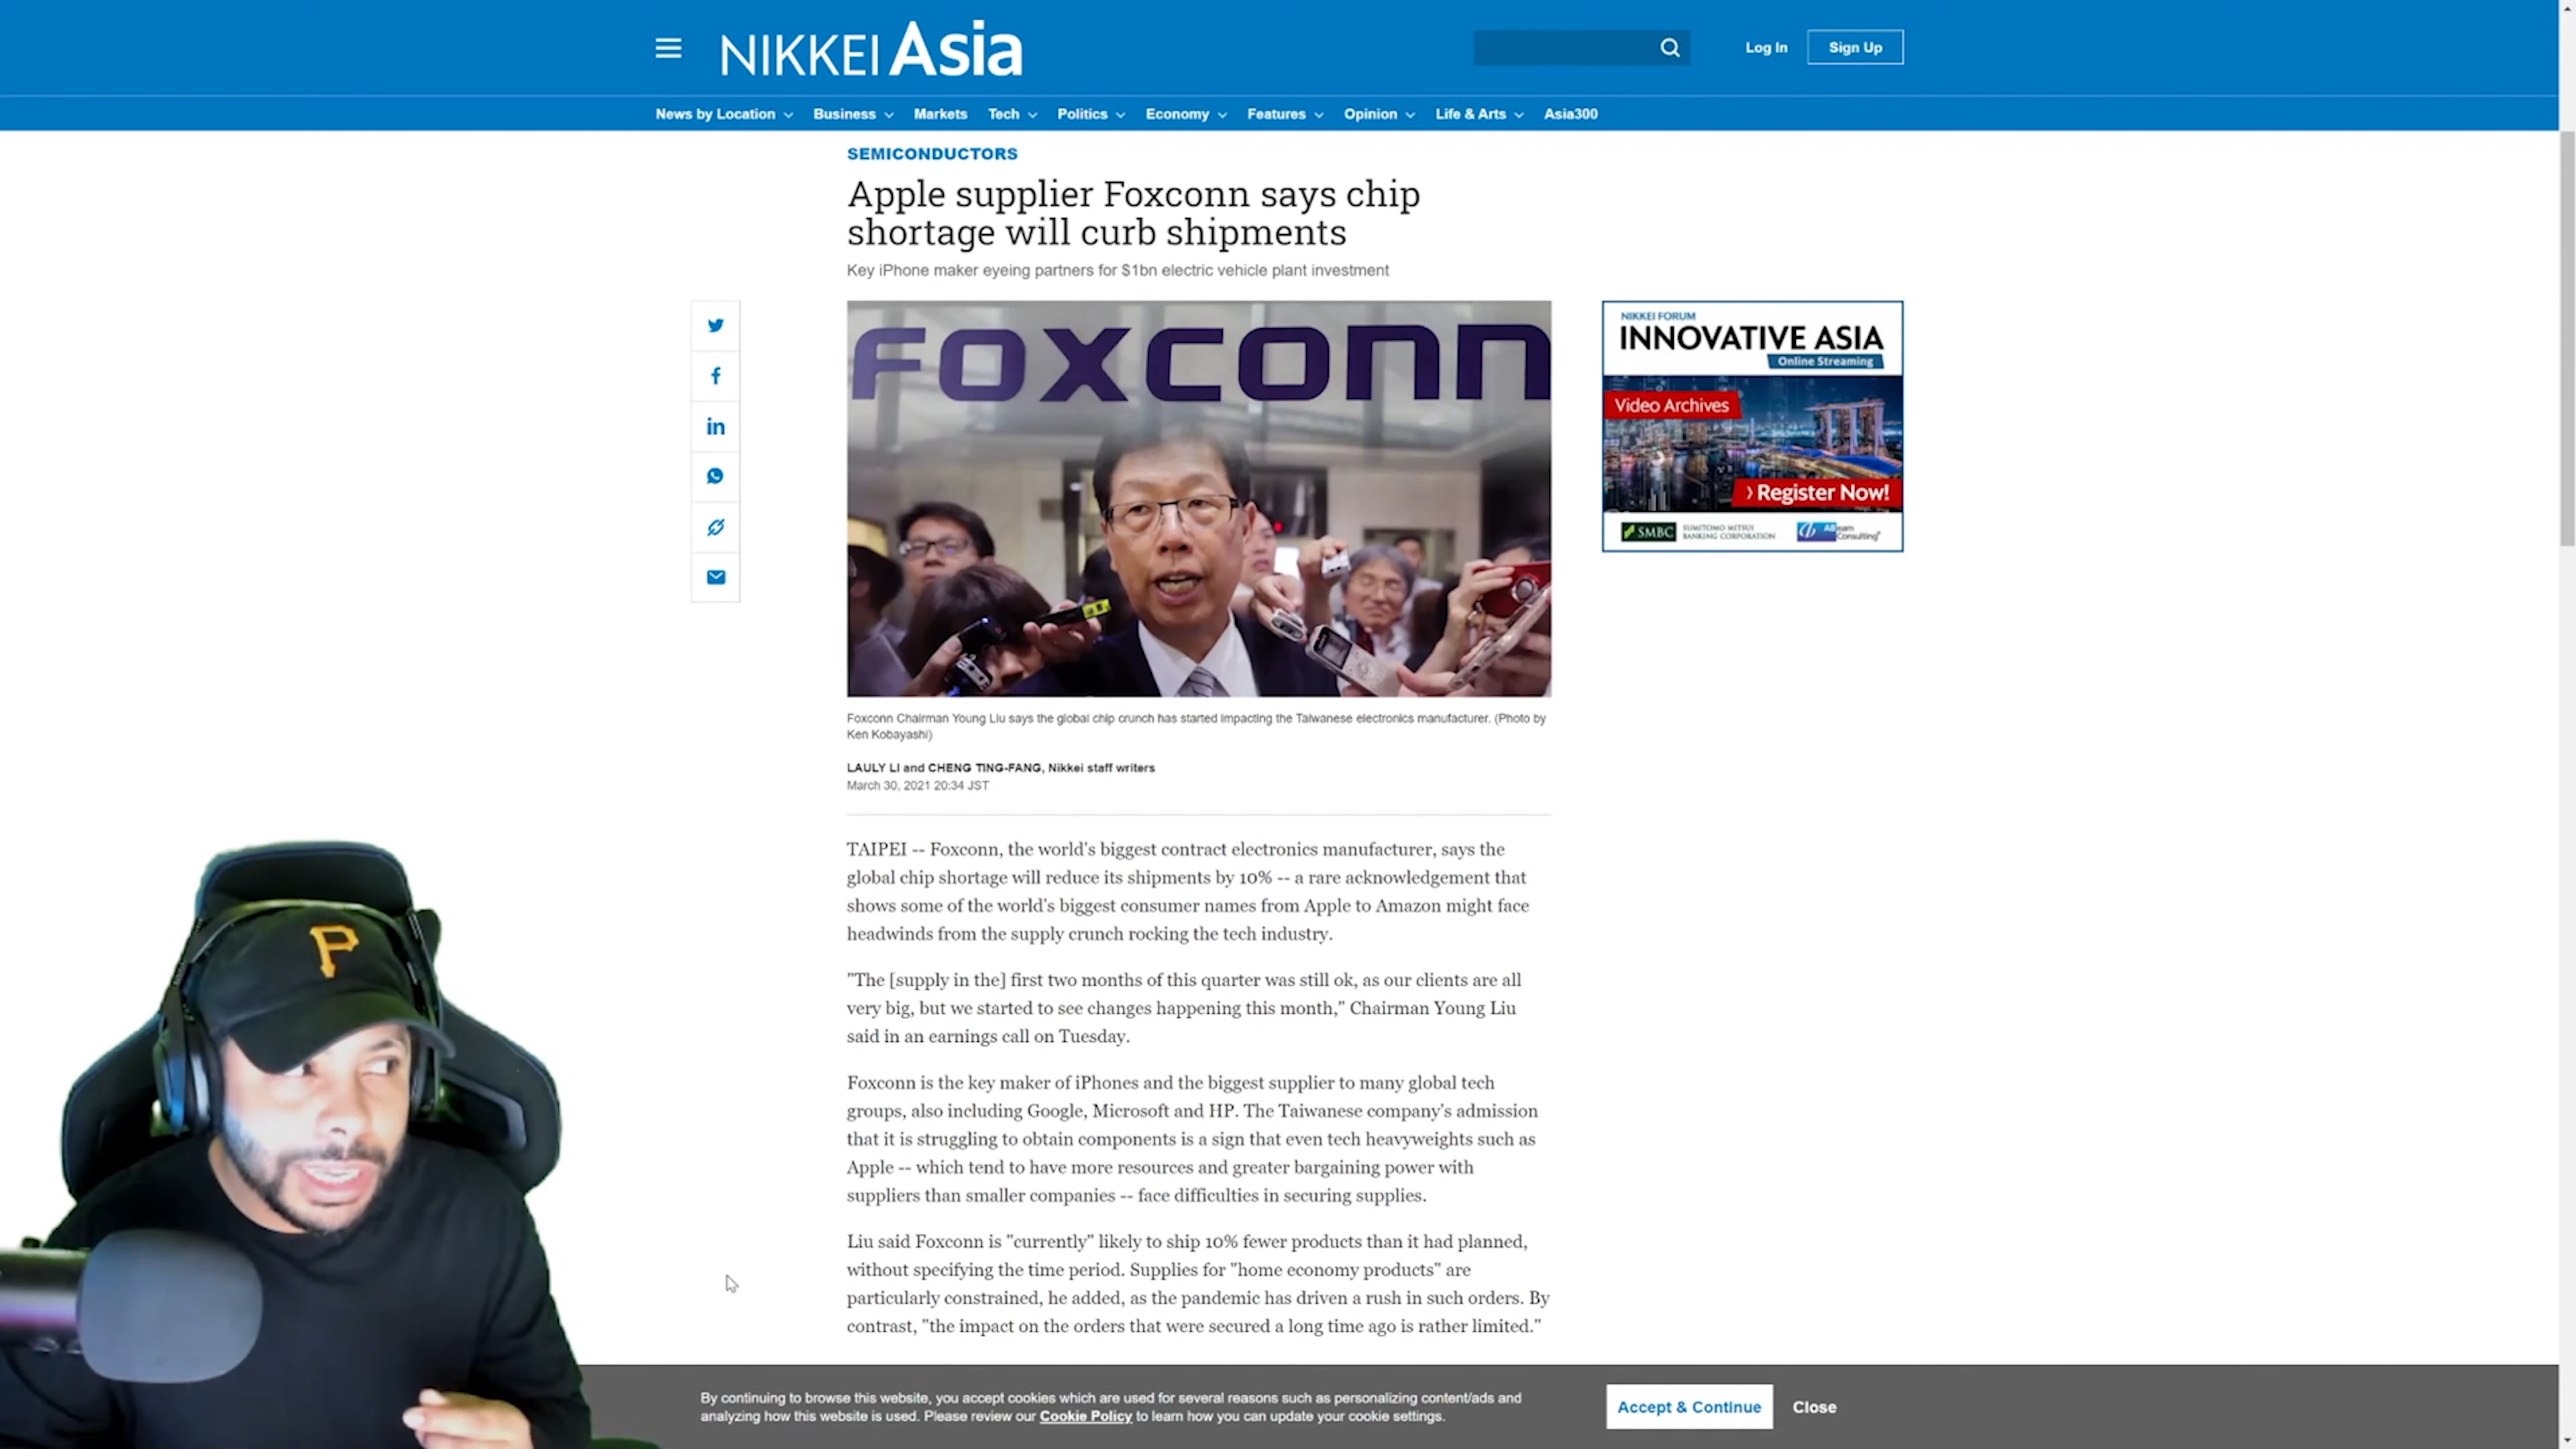 NIKKEI Asia
Log In
Sign Up
News by Location
Business
Markets
Tech
Politics
Economy
Features
Opinion
Life & Arts
Asia300
SEMICONDUCTORS
Apple supplier Foxconn says chip
shortage will curb shipments
Key iPhone maker eyeing partners for $1bn electric vehicle plant investment
FOXCONN
NIKKEI FORUM
INNOVATIVE ASIA
Online Streaming
Video Archives
Register Now!
SMBC
SUMITOMO MITSUI
BANKING CORPORATION
ABeam
Consulting
Foxconn Chairman Young Liu says the global chip crunch has started impacting the Taiwanese electronics manufacturer. (Photo by
Ken Kobayashi)
LAULY LI and CHENG TING-FANG, Nikkei staff writers
March 30, 2021 20:34 JST
TAIPEI -- Foxconn, the world's biggest contract electronics manufacturer, says the
global chip shortage will reduce its shipments by 10% -- a rare acknowledgement that
shows some of the world's biggest consumer names from Apple to Amazon might face
headwinds from the supply crunch rocking the tech industry.
"The [supply in the] first two months of this quarter was still ok, as our clients are all
very big, but we started to see changes happening this month," Chairman Young Liu
said in an earnings call on Tuesday.
Foxconn is the key maker of iPhones and the biggest supplier to many global tech
groups, also including Google, Microsoft and HP. The Taiwanese company's admission
that it is struggling to obtain components is a sign that even tech heavyweights such as
Apple -- which tend to have more resources and greater bargaining power with
suppliers than smaller companies -- face difficulties in securing supplies.
Liu said Foxconn is "currently" likely to ship 10% fewer products than it had planned,
without specifying the time period. Supplies for "home economy products" are
particularly constrained, he added, as the pandemic has driven a rush in such orders. By
contrast, "the impact on the orders that were secured a long time ago is rather limited."
P
By continuing to browse this website, you accept cookies which are used for several reasons such as personalizing content/ads and
analyzing how this website is used. Please review our Cookie Policy to learn how you can update your cookie settings.
Accept & Continue
Close